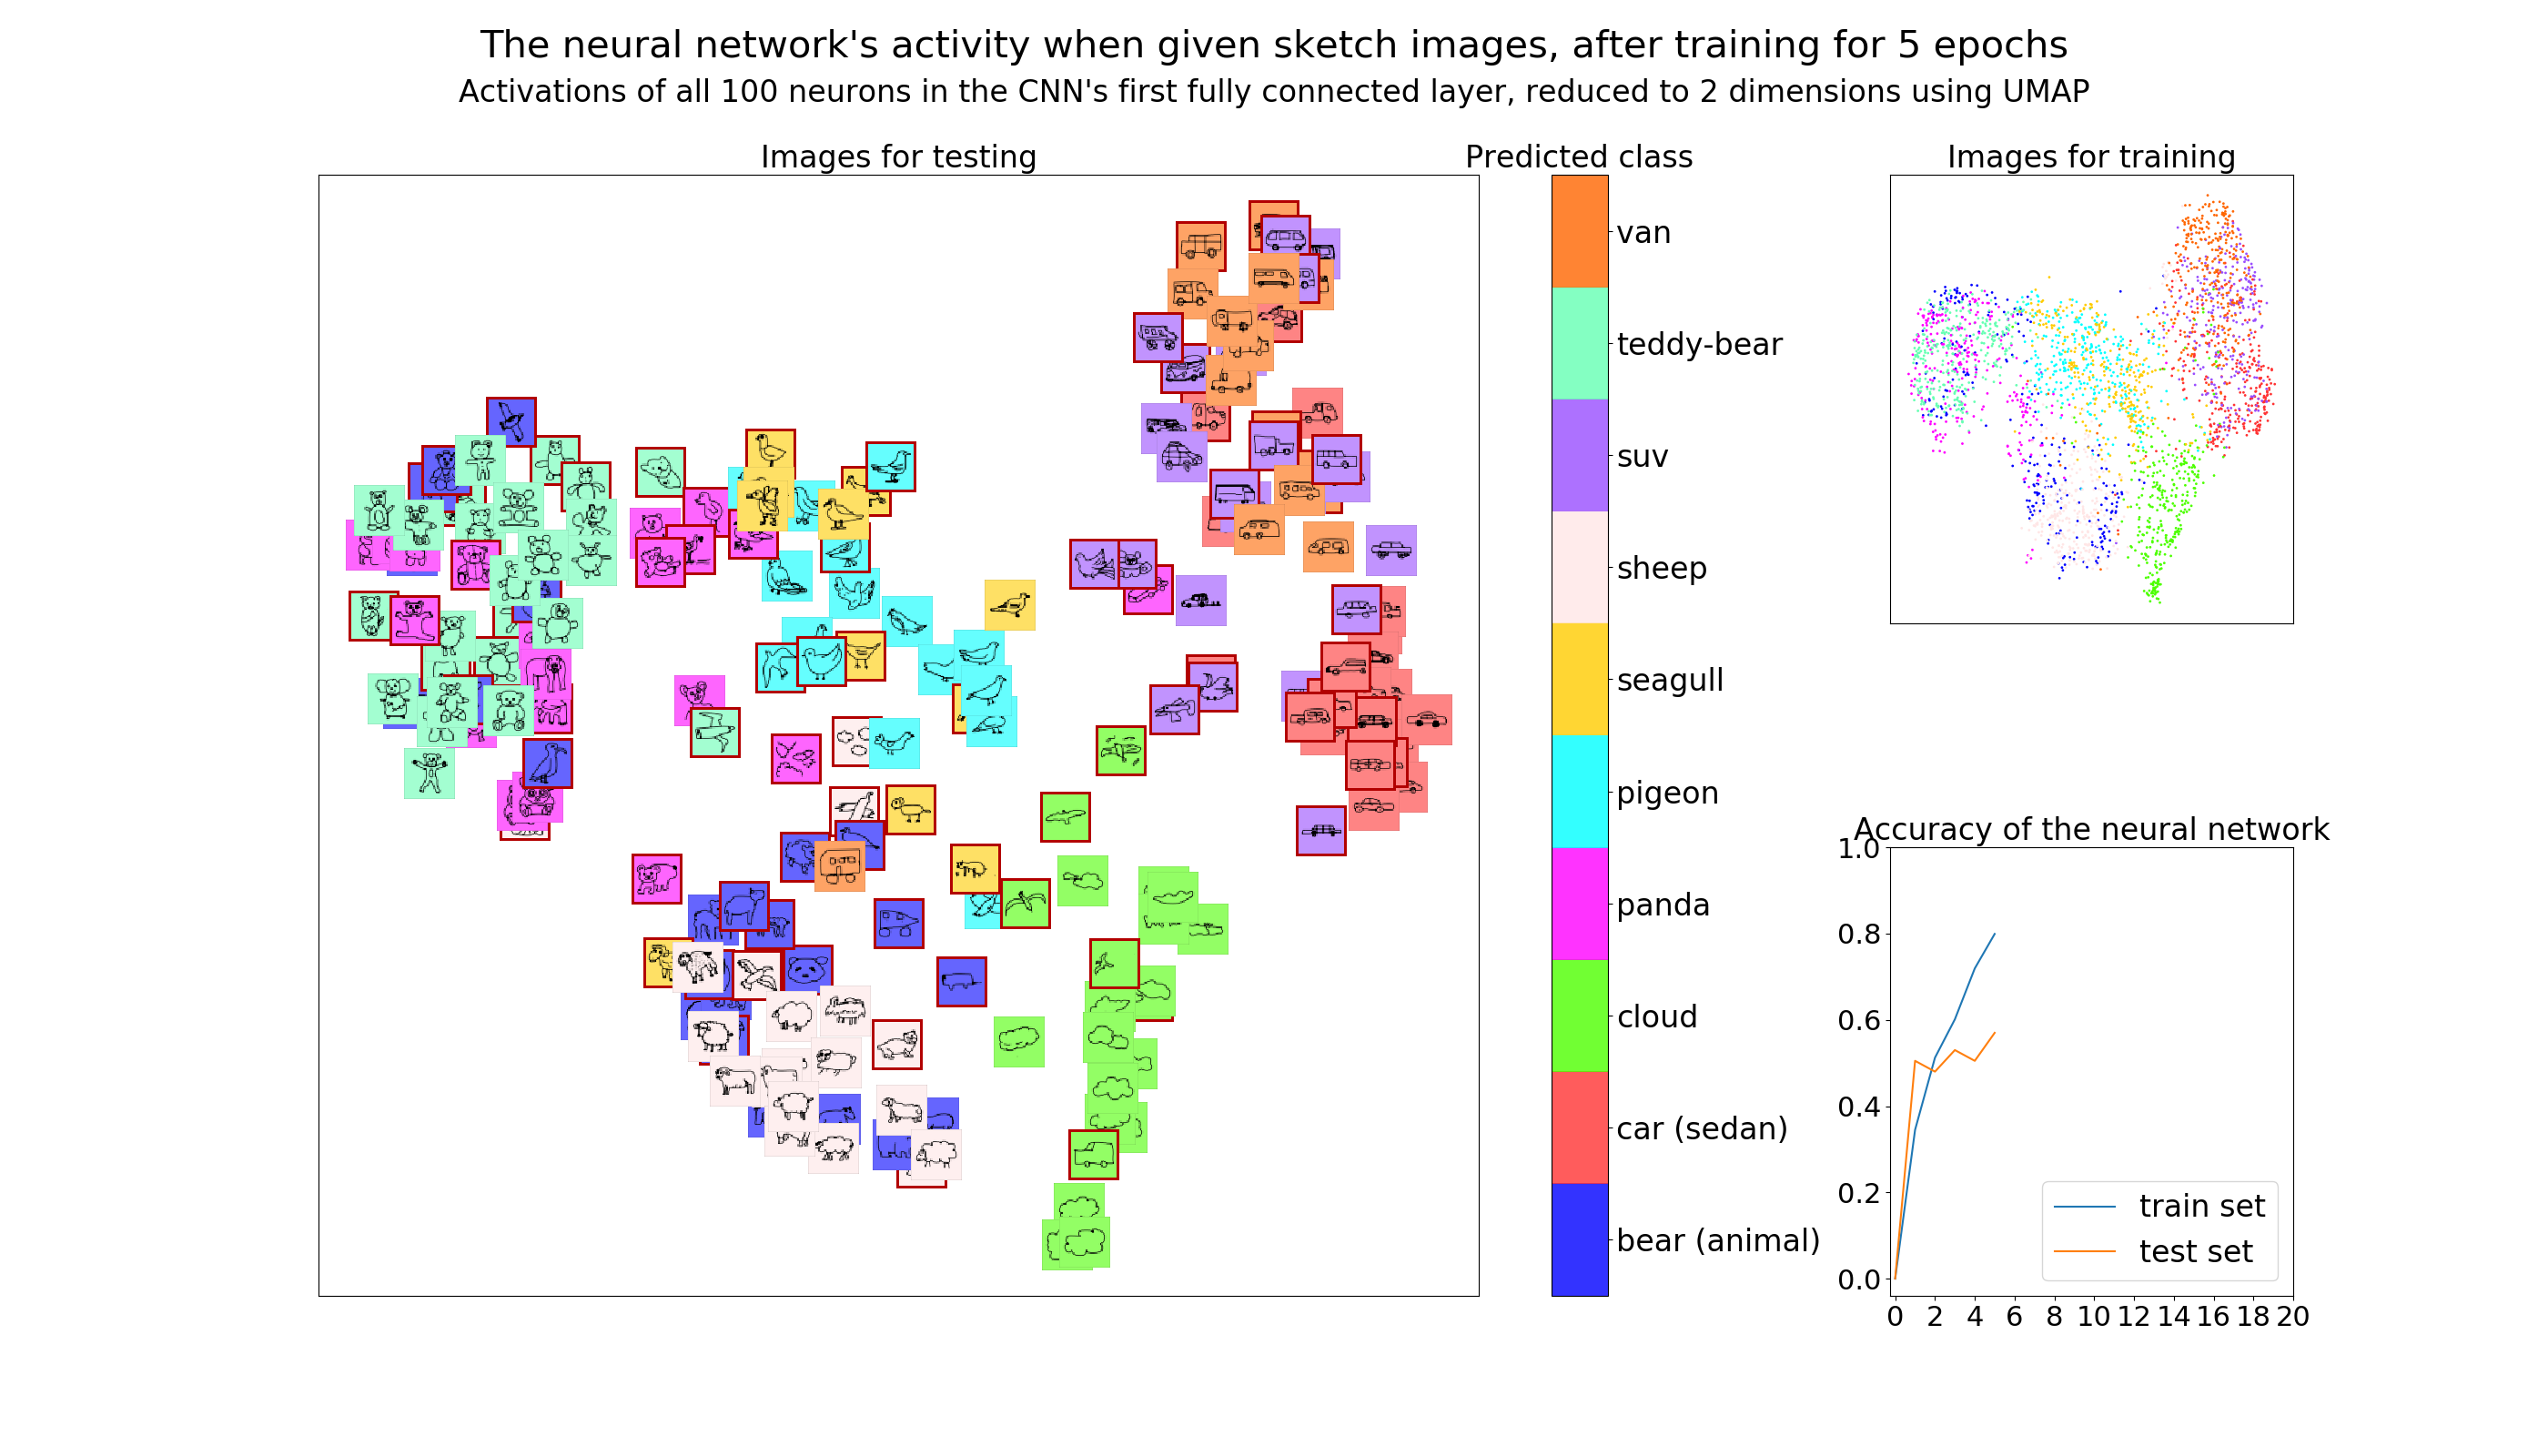 The neural network's activity when given sketch images, after training for 5 epochs
Activations of all 100 neurons in the CNN's first fully connected layer, reduced to 2 dimensions using UMAP
Images for testing
Predicted class
van
teddy-bear
suv
sheep
seagull
pigeon
panda
cloud
car (sedan)
bear (animal)
Images for training
Accuracy of the neural network
1.0
0.8
0.6
0.4
0.2
0.0
train set
test set
0 2 4 6 8 10 12 14 16 18 20